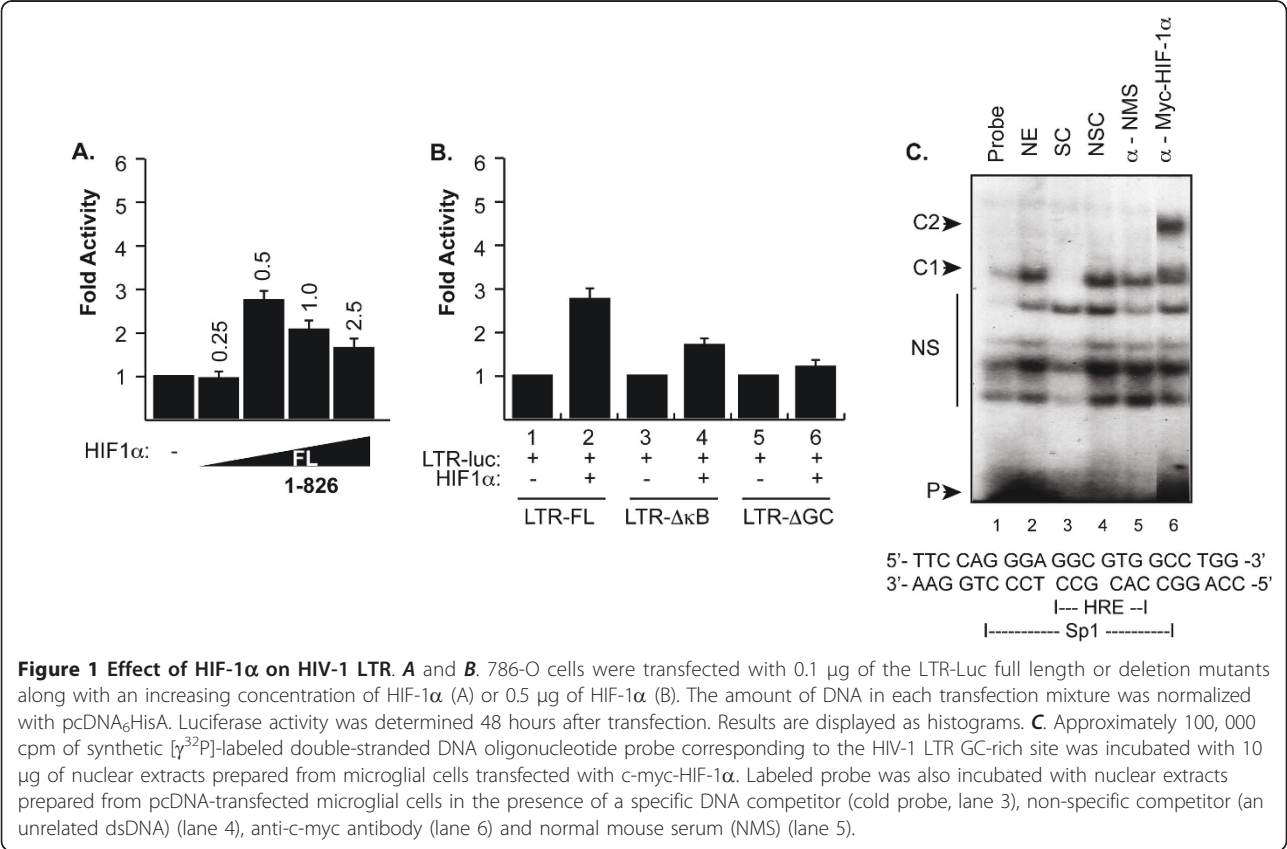 A.
Fold Activity
6
5
4
3
2
1
0.25
0.5
1.0
2.5
HIF1α: -
FL
1-826
B.
Fold Activity
6
5
4
3
2
1
1 2 3 4 5 6
LTR-luc: + + + + + +
HIF1α: - + - + - +
LTR-FL LTR-ΔκB LTR-ΔGC
C.
Probe
NE
SC
NSC
α - NMS
α - Myc-HIF-1α
C2
C1
NS
P
1 2 3 4 5 6
5'- TTC CAG GGA GGC GTG GCC TGG -3'
3'- AAG GTC CCT CCG CAC CGG ACC -5'
I--- HRE --I
I----------- Sp1 ----------I
Figure 1 Effect of HIF-1α on HIV-1 LTR. A and B. 786-O cells were transfected with 0.1 μg of the LTR-Luc full length or deletion mutants
along with an increasing concentration of HIF-1α (A) or 0.5 μg of HIF-1α (B). The amount of DNA in each transfection mixture was normalized
with pcDNA₆HisA. Luciferase activity was determined 48 hours after transfection. Results are displayed as histograms. C. Approximately 100, 000
cpm of synthetic [γ³²P]-labeled double-stranded DNA oligonucleotide probe corresponding to the HIV-1 LTR GC-rich site was incubated with 10
μg of nuclear extracts prepared from microglial cells transfected with c-myc-HIF-1α. Labeled probe was also incubated with nuclear extracts
prepared from pcDNA-transfected microglial cells in the presence of a specific DNA competitor (cold probe, lane 3), non-specific competitor (an
unrelated dsDNA) (lane 4), anti-c-myc antibody (lane 6) and normal mouse serum (NMS) (lane 5).